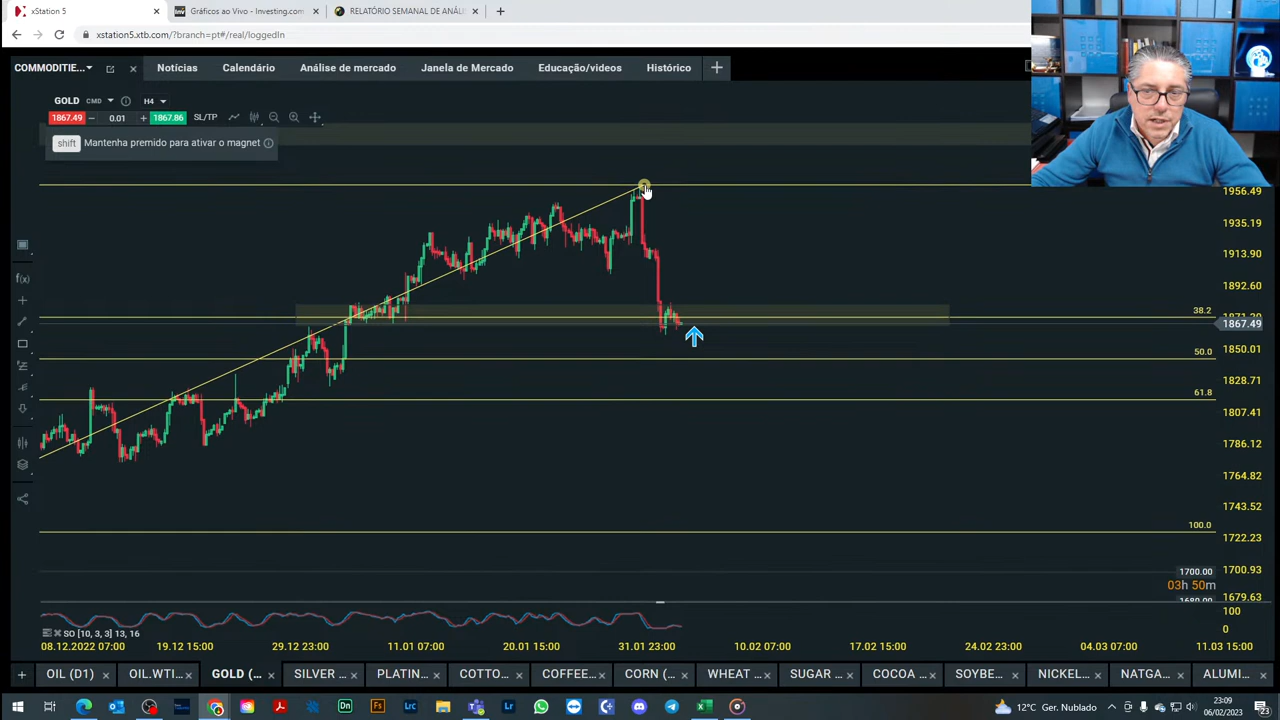 xStation 5
Gráficos ao Vivo - Investing.com
RELATÓRIO SEMANAL DE ANÁL
xstation5.xtb.com/?branch=pt#/real/loggedIn
COMMODITIE...
Notícias
Calendário
Análise de mercado
Janela de Mercado
Educação/videos
Histórico
GOLD CMD H4
1867.49 0.01 1867.86 SL/TP
shift Mantenha premido para ativar o magnet
1956.49
1935.19
1913.90
1892.60
38.2
1867.49
1850.01
50.0
1828.71
61.8
1807.41
1786.12
1764.82
1743.52
100.0
1722.23
1700.00
1700.93
03h 50m
1679.63
100
0
SO [10, 3, 3] 13, 16
08.12.2022 07:00
19.12 15:00
29.12 23:00
11.01 07:00
20.01 15:00
31.01 23:00
10.02 07:00
17.02 15:00
24.02 23:00
04.03 07:00
11.03 15:00
OIL (D1)
OIL.WTI...
GOLD (...
SILVER ...
PLATIN...
COTTO...
COFFEE...
CORN (...
WHEAT ...
SUGAR ...
COCOA ...
SOYBE...
NICKEL...
NATGA...
ALUMI...
12°C Ger. Nublado
23:09
06/02/2023